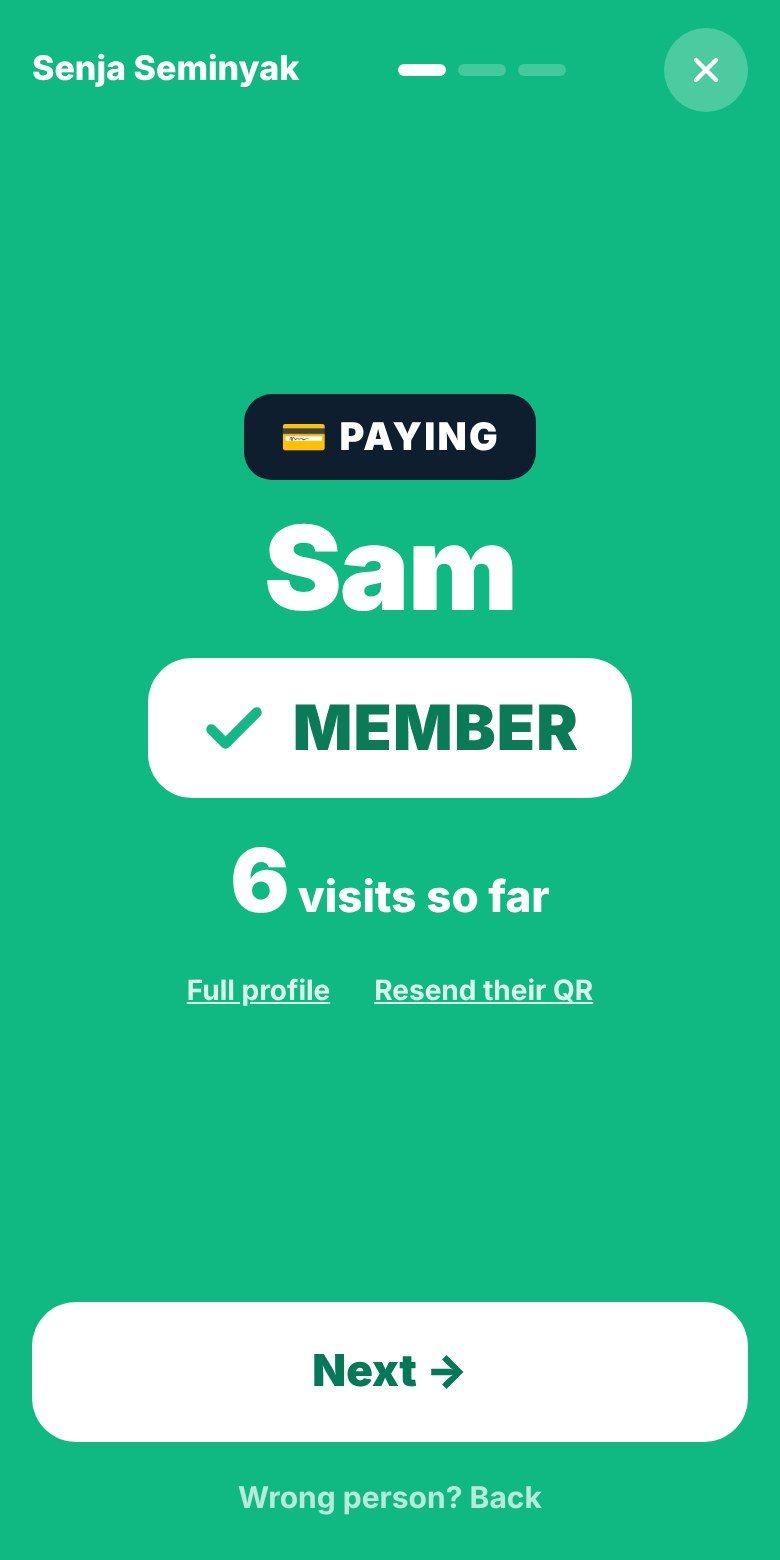 Senja Seminyak
💳 PAYING
Sam
✓ MEMBER
6 visits so far
Full profile Resend their QR
Next →
Wrong person? Back